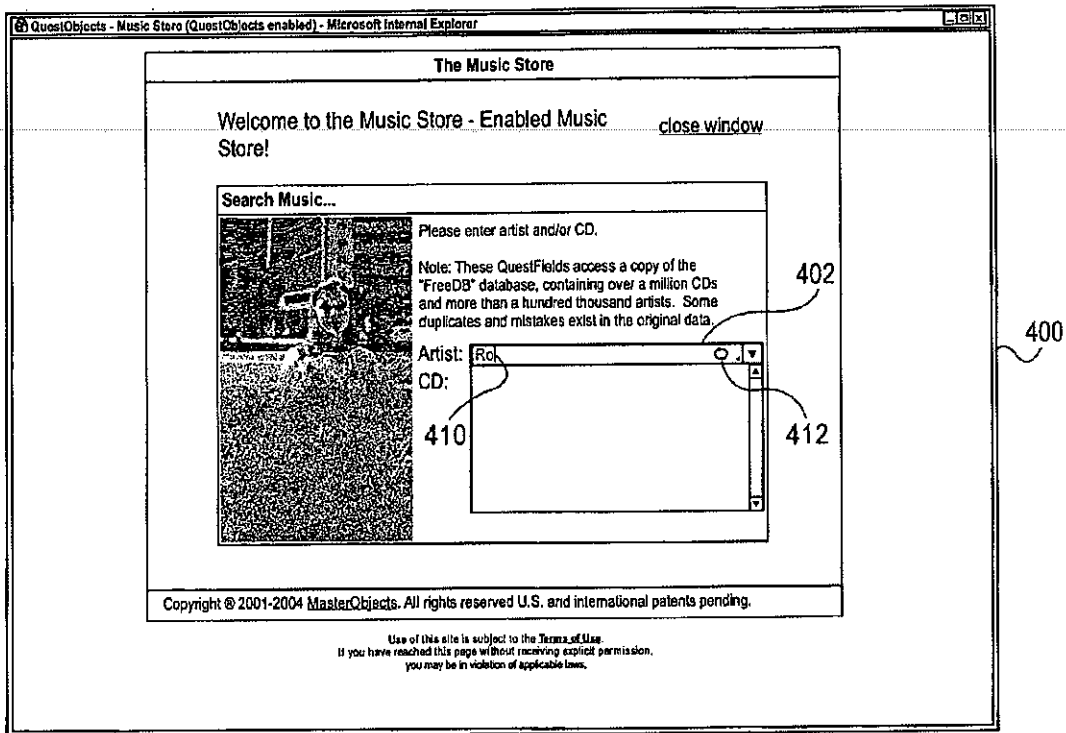 QuestObjects - Music Store (QuestObjects enabled) - Microsoft Internet Explorer
The Music Store
Welcome to the Music Store - Enabled Music
Store!
close window
Search Music...
Please enter artist and/or CD.
Note: These QuestFields access a copy of the
"FreeDB" database, containing over a million CDs
and more than a hundred thousand artists. Some
duplicates and mistakes exist in the original data.
402
400
Artist: Ro
CD:
410
412
Copyright ® 2001-2004 MasterObjects. All rights reserved U.S. and international patents pending.
Use of this site is subject to the Terms of Use.
If you have reached this page without receiving explicit permission,
you may be in violation of applicable laws.